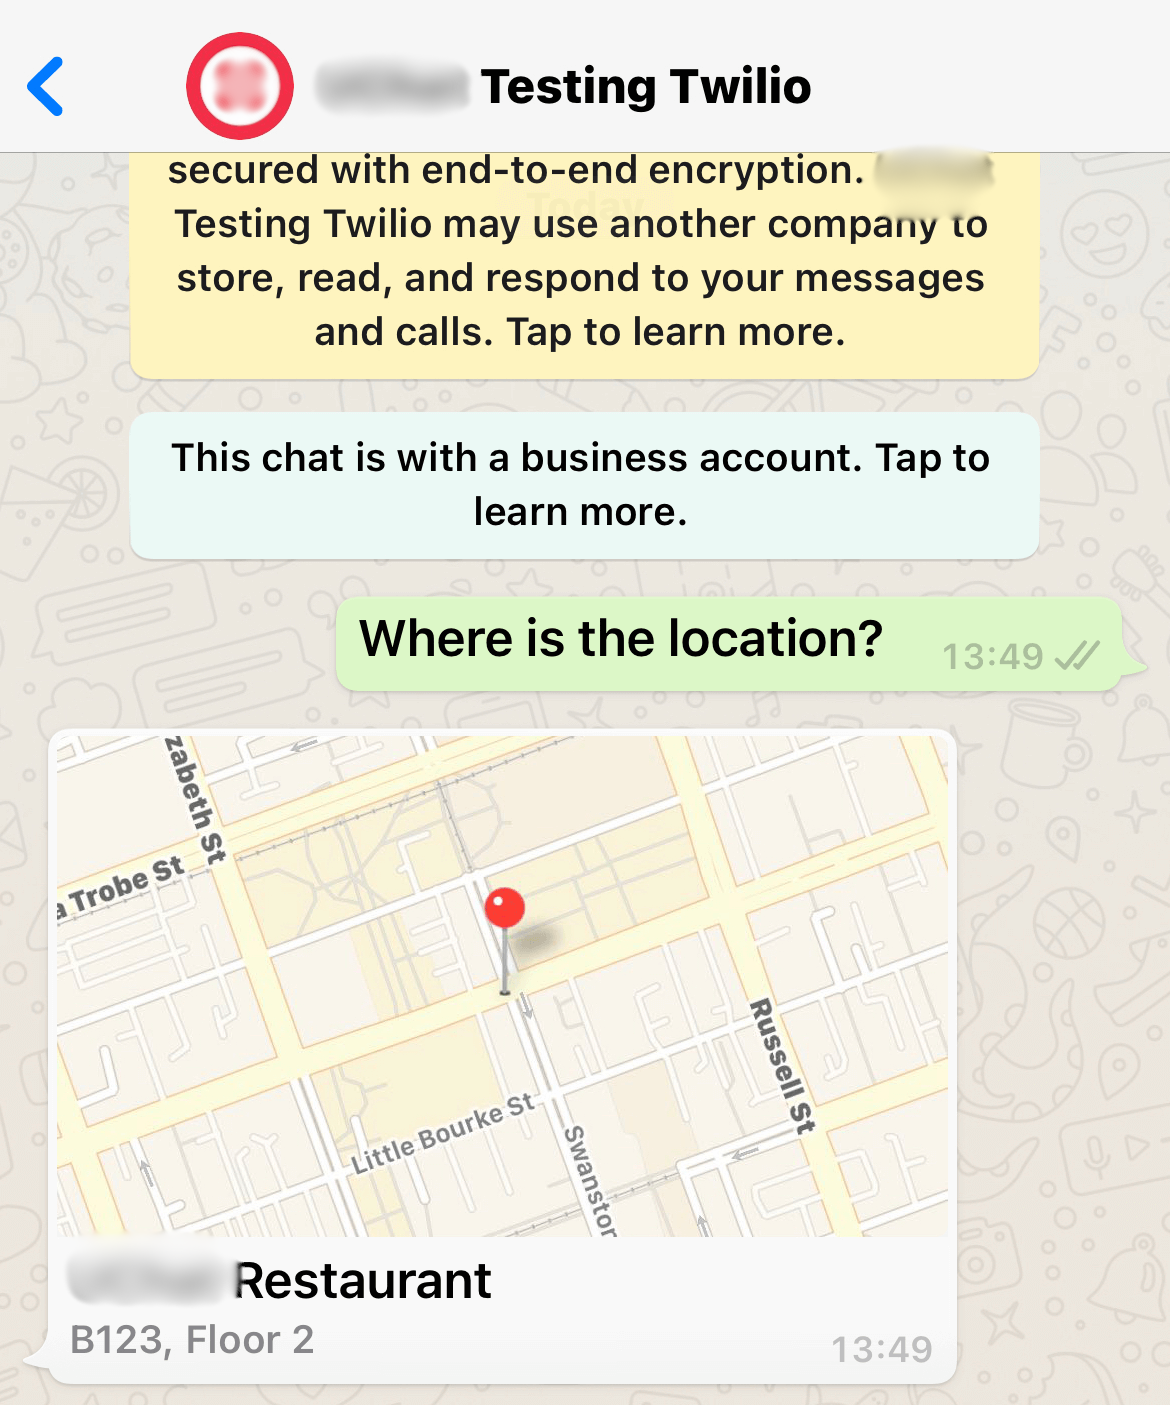 Testing Twilio
secured with end-to-end encryption.
Today
Testing Twilio may use another company to
store, read, and respond to your messages
and calls. Tap to learn more.
This chat is with a business account. Tap to
learn more.
Where is the location?
13:49
zabeth St
a Trobe St
Russell St
Little Bourke St
Swanston
Restaurant
B123, Floor 2
13:49